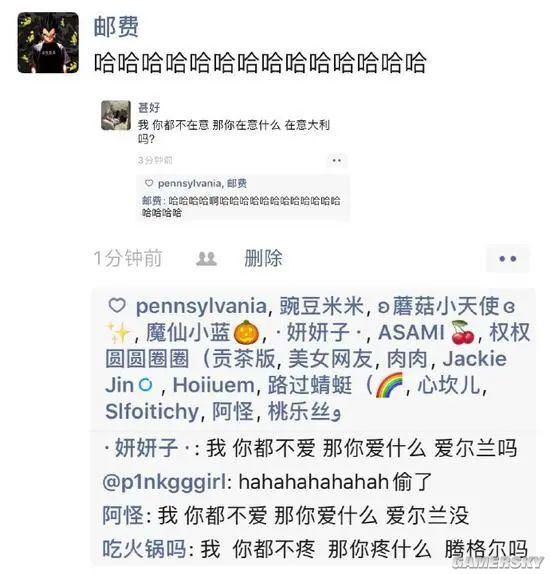 邮费
哈哈哈哈哈哈哈哈哈哈哈哈哈哈
甚好
我 你都不在意 那你在意什么 在意大利
吗?
3分钟前
pennsylvania, 邮费
邮费: 哈哈哈哈啊哈哈哈哈哈哈哈哈哈哈哈哈
哈哈哈哈
1分钟前 删除
pennsylvania, 豌豆米米, ʚ蘑菇小天使ɞ
✨, 魔仙小蓝🎃, · 妍妍子 ·, ASAMI🍒, 权权
圆圆圈圈（贡茶版, 美女网友, 肉肉, Jackie
Jin, Hoiiuem, 路过蜻蜓（🌈, 心坎儿,
Slfoitichy, 阿怪, 桃乐丝و
· 妍妍子 ·: 我 你都不爱 那你爱什么 爱尔兰吗
@p1nkgggirl: hahahahahahah偷了
阿怪: 我 你都不爱 那你爱什么 爱尔兰没
吃火锅吗: 我 你都不疼 那你疼什么 腾格尔吗
GAMERSKY